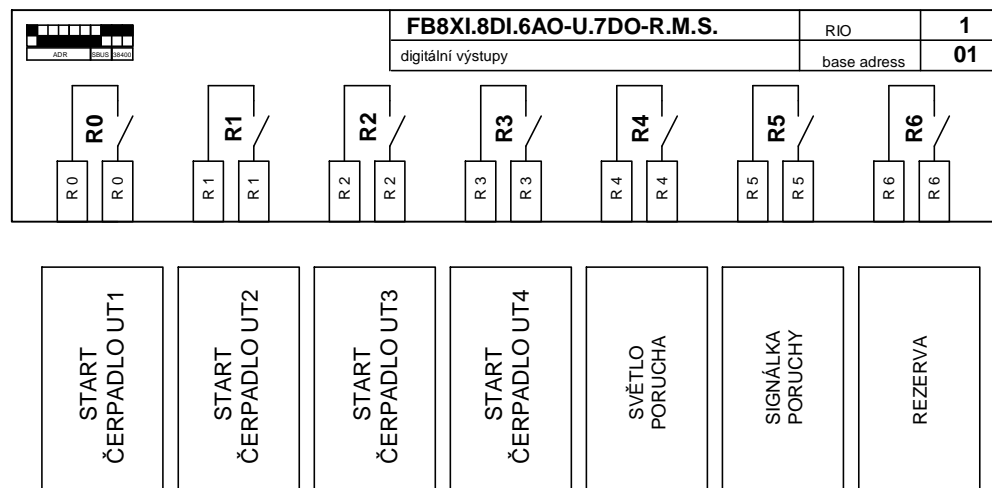 FB8XI.8DI.6AO-U.7DO-R.M.S.
RIO
1
digitální výstupy
base adress
01
ADR
SBUS
38400
R0
R1
R2
R3
R4
R5
R6
R 0
R 0
R 1
R 1
R 2
R 2
R 3
R 3
R 4
R 4
R 5
R 5
R 6
R 6
START
ČERPADLO UT1
START
ČERPADLO UT2
START
ČERPADLO UT3
START
ČERPADLO UT4
SVĚTLO
PORUCHA
SIGNÁLKA
PORUCHY
REZERVA